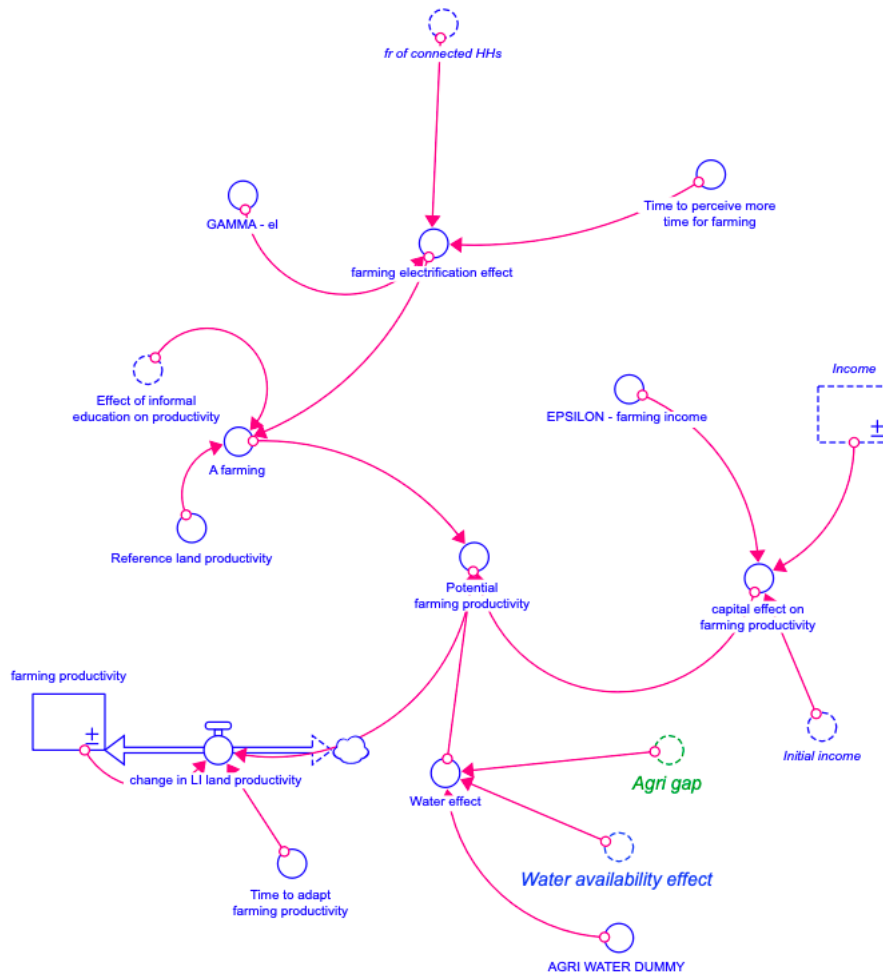 fr of connected HHs
GAMMA - el
Time to perceive more
time for farming
farming electrification effect
Effect of informal
education on productivity
EPSILON - farming income
Income
A farming
Reference land productivity
Potential
farming productivity
capital effect on
farming productivity
farming productivity
change in LI land productivity
Initial income
Agri gap
Water effect
Water availability effect
Time to adapt
farming productivity
AGRI WATER DUMMY